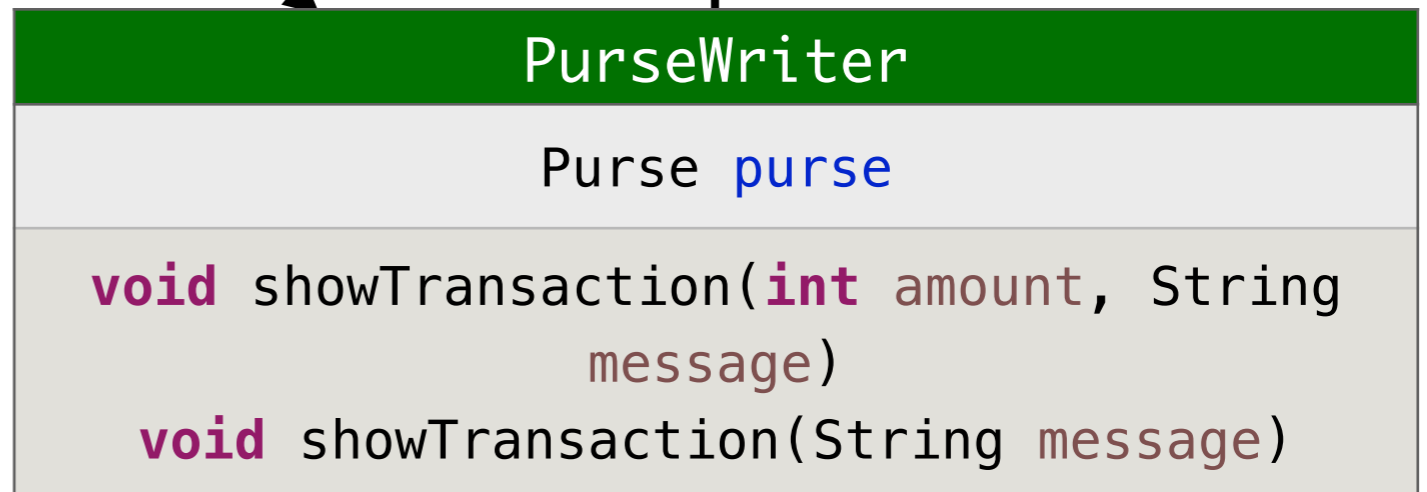 PurseWriter
Purse purse
void showTransaction(int amount, String
message)
void showTransaction(String message)